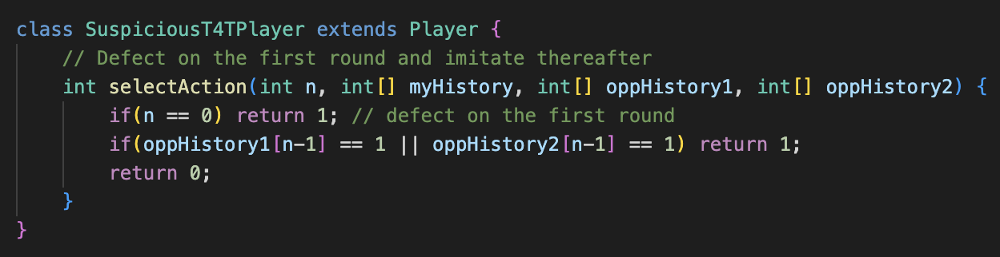 class SuspiciousT4TPlayer extends Player {
    // Defect on the first round and imitate thereafter
    int selectAction(int n, int[] myHistory, int[] oppHistory1, int[] oppHistory2) {
        if(n == 0) return 1; // defect on the first round
        if(oppHistory1[n-1] == 1 || oppHistory2[n-1] == 1) return 1;
        return 0;
    }
}